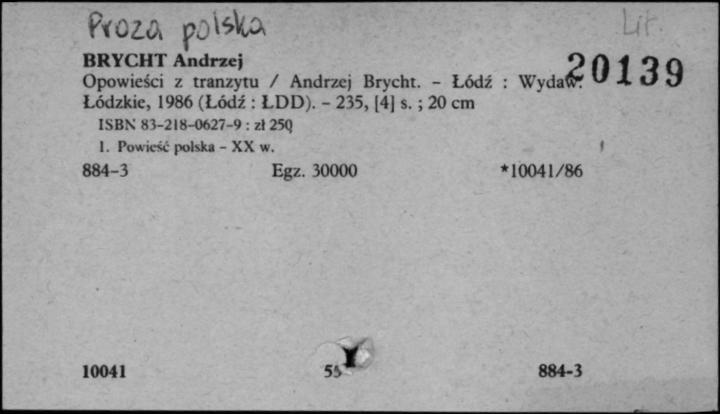 Proza polska
Lit.
BRYCHT Andrzej
20139
Opowieści z tranzytu / Andrzej Brycht. – Łódź : Wydaw.
Łódzkie, 1986 (Łódź : ŁDD). – 235, [4] s. ; 20 cm
ISBN 83-218-0627-9 : zł 250
1. Powieść polska – XX w.
884-3 Egz. 30000 *10041/86
10041 55 884-3